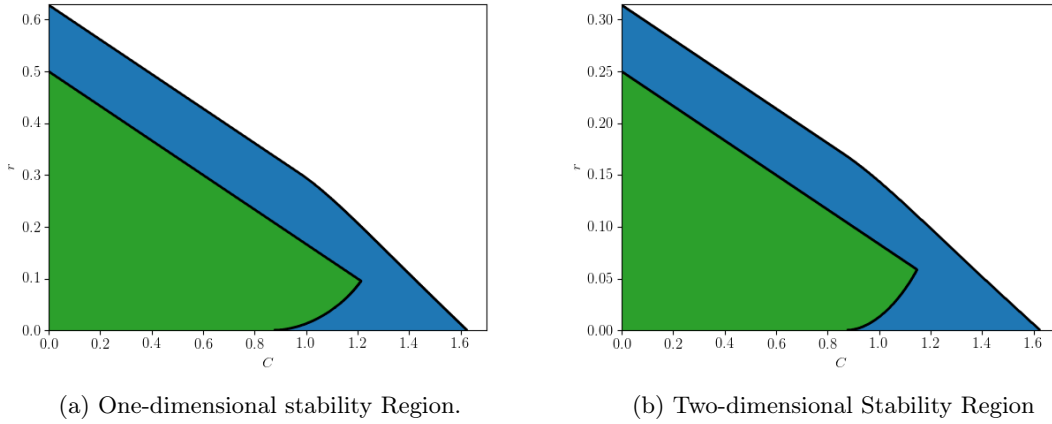 0.6
0.5
0.4
0.3
0.2
0.1
0.0
r
0.0 0.2 0.4 0.6 0.8 1.0 1.2 1.4 1.6
C
(a) One-dimensional stability Region.
0.30
0.25
0.20
0.15
0.10
0.05
0.00
r
0.0 0.2 0.4 0.6 0.8 1.0 1.2 1.4 1.6
C
(b) Two-dimensional Stability Region